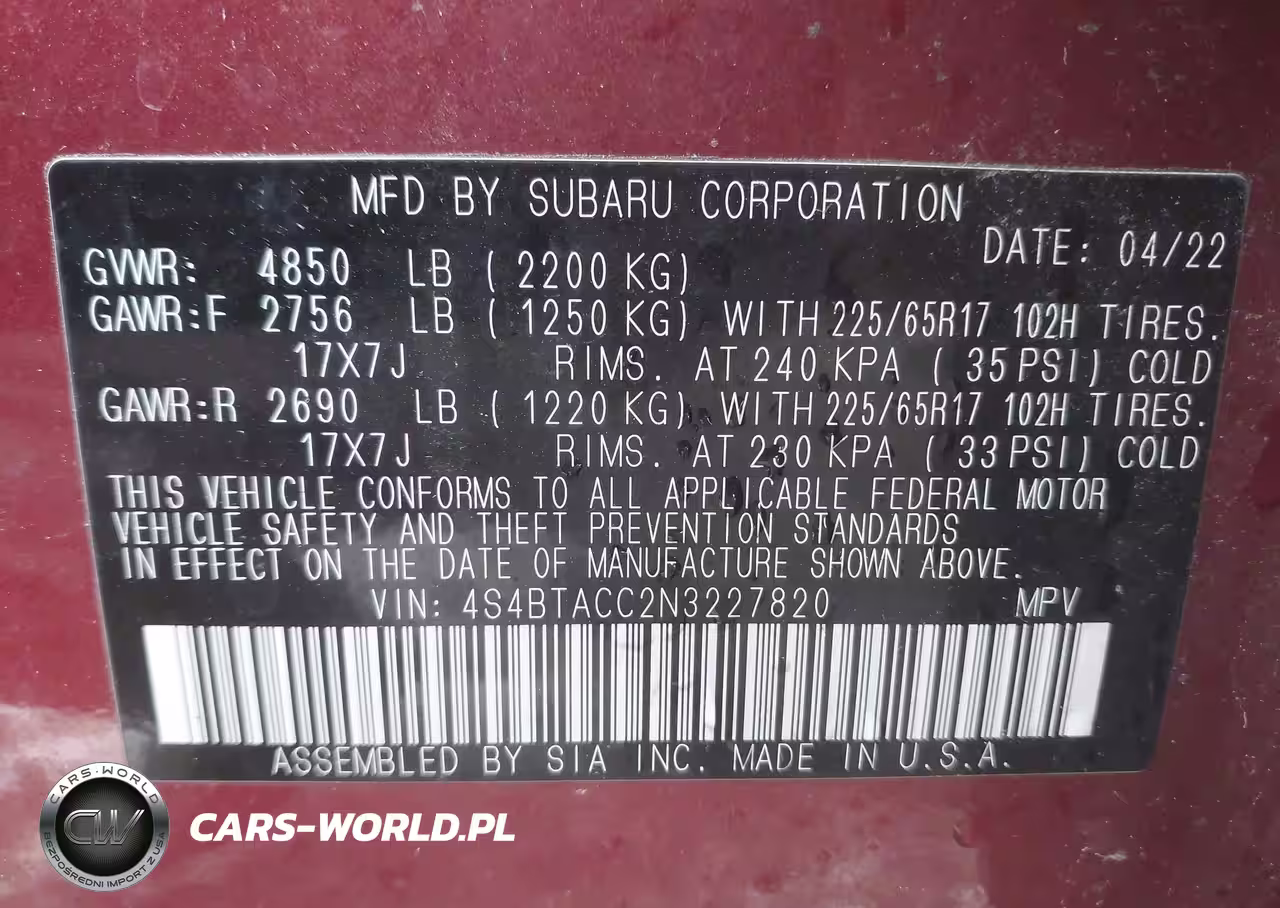 MFD BY SUBARU CORPORATION
DATE: 04/22
GVWR: 4850 LB ( 2200 KG)
GAWR:F 2756 LB ( 1250 KG) WITH 225/65R17 102H TIRES.
17X7J RIMS. AT 240 KPA ( 35 PSI) COLD
GAWR:R 2690 LB ( 1220 KG) WITH 225/65R17 102H TIRES.
17X7J RIMS. AT 230 KPA ( 33 PSI) COLD
THIS VEHICLE CONFORMS TO ALL APPLICABLE FEDERAL MOTOR
VEHICLE SAFETY AND THEFT PREVENTION STANDARDS
IN EFFECT ON THE DATE OF MANUFACTURE SHOWN ABOVE.
VIN: 4S4BTACC2N3227820 MPV
ASSEMBLED BY SIA INC. MADE IN U.S.A.
CARS-WORLD
CW
BEZPOŚREDNI IMPORT Z USA
CARS-WORLD.PL